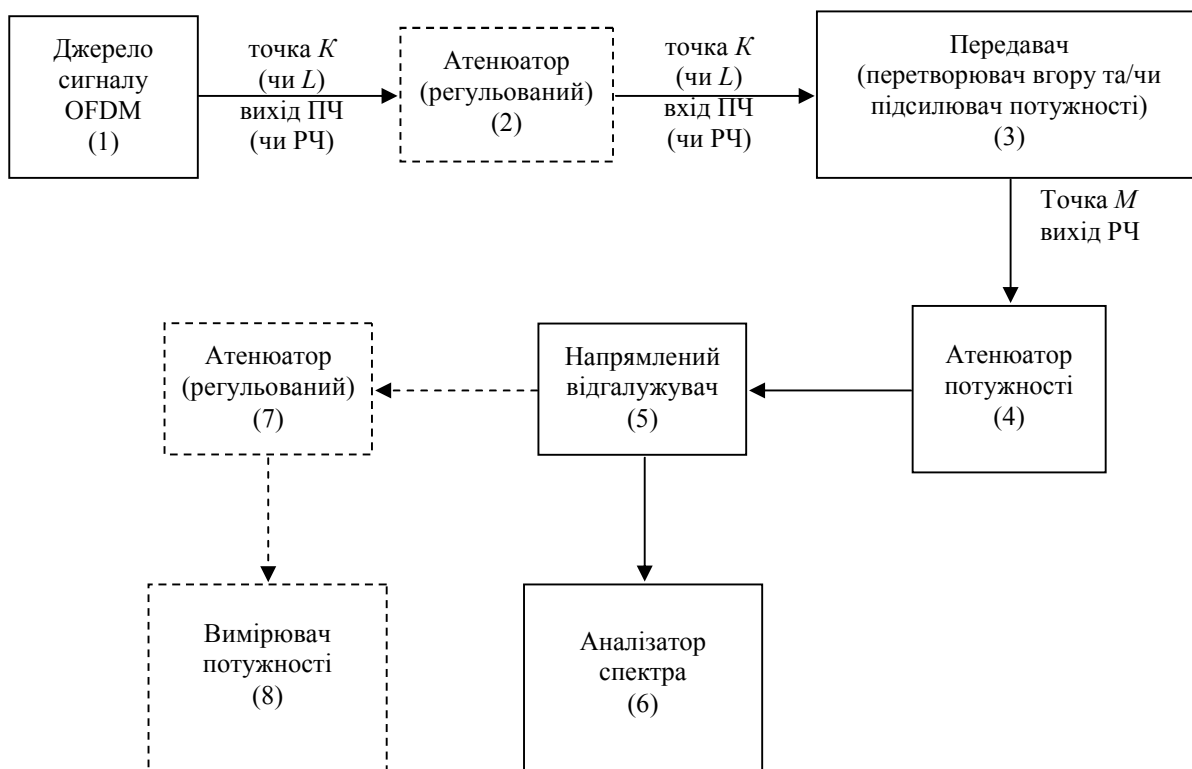 Джерело
сигналу
OFDM
(1)
точка К
(чи L)
вихід ПЧ
(чи РЧ)
Атенюатор
(регульований)
(2)
точка К
(чи L)
вхід ПЧ
(чи РЧ)
Передавач
(перетворювач вгору та/чи
підсилювач потужності)
(3)
Точка М
вихід РЧ
Атенюатор
(регульований)
(7)
Напрямлений
відгалужувач
(5)
Атенюатор
потужності
(4)
Вимірювач
потужності
(8)
Аналізатор
спектра
(6)